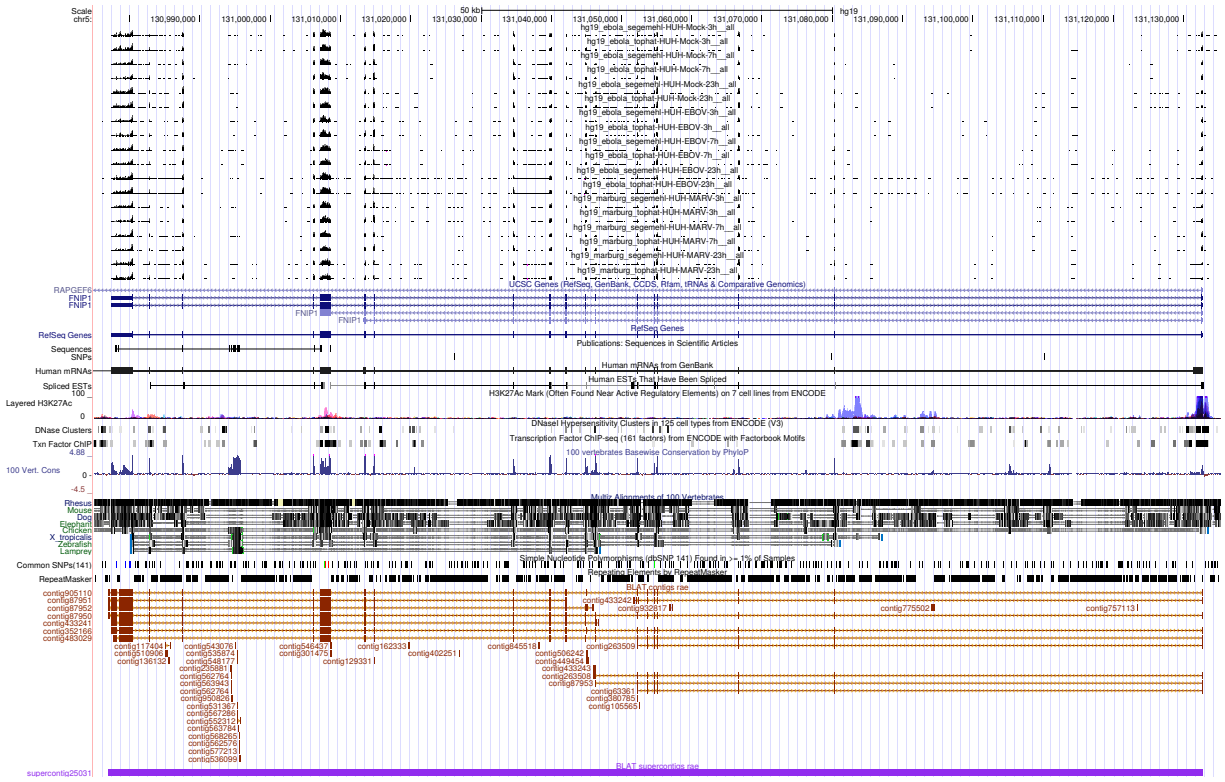 Scale 50 kb hg19
chr5: 130,990,000 131,000,000 131,010,000 131,020,000 131,030,000 131,040,000 131,050,000 131,060,000 131,070,000 131,080,000 131,090,000 131,100,000 131,110,000 131,120,000 131,130,000
hg19_ebola_segemehl-HUH-Mock-3h__all
hg19_ebola_tophat-HUH-Mock-3h__all
hg19_ebola_segemehl-HUH-Mock-7h__all
hg19_ebola_tophat-HUH-Mock-7h__all
hg19_ebola_segemehl-HUH-Mock-23h__all
hg19_ebola_tophat-HUH-Mock-23h__all
hg19_ebola_segemehl-HUH-EBOV-3h__all
hg19_ebola_tophat-HUH-EBOV-3h__all
hg19_ebola_segemehl-HUH-EBOV-7h__all
hg19_ebola_tophat-HUH-EBOV-7h__all
hg19_ebola_segemehl-HUH-EBOV-23h__all
hg19_ebola_tophat-HUH-EBOV-23h__all
hg19_marburg_segemehl-HUH-MARV-3h__all
hg19_marburg_tophat-HUH-MARV-3h__all
hg19_marburg_segemehl-HUH-MARV-7h__all
hg19_marburg_tophat-HUH-MARV-7h__all
hg19_marburg_segemehl-HUH-MARV-23h__all
hg19_marburg_tophat-HUH-MARV-23h__all
UCSC Genes (RefSeq, GenBank, CCDS, Rfam, tRNAs & Comparative Genomics)
RAPGEF6
FNIP1
FNIP1
FNIP1
FNIP1
RefSeq Genes
RefSeq Genes
Publications: Sequences in Scientific Articles
Sequences
SNPs
Human mRNAs from GenBank
Human mRNAs
Human ESTs That Have Been Spliced
Spliced ESTs
H3K27Ac Mark (Often Found Near Active Regulatory Elements) on 7 cell lines from ENCODE
100
Layered H3K27Ac
0
DNaseI Hypersensitivity Clusters in 125 cell types from ENCODE (V3)
DNase Clusters
Transcription Factor ChIP-seq (161 factors) from ENCODE with Factorbook Motifs
Txn Factor ChIP
100 vertebrates Basewise Conservation by PhyloP
4.88
100 Vert. Cons
0
-4.5
Multiz Alignments of 100 Vertebrates
Rhesus
Mouse
Dog
Elephant
Chicken
X_tropicalis
Zebrafish
Lamprey
Simple Nucleotide Polymorphisms (dbSNP 141) Found in >= 1% of Samples
Common SNPs(141)
Repeating Elements by RepeatMasker
RepeatMasker
BLAT contigs rae
contig905110
contig87951 contig433242
contig87952 contig932817 contig775502 contig757113
contig87950
contig433241
contig352166
contig483029
contig117404 contig543076 contig546437 contig162333 contig845518 contig263509
contig510906 contig535874 contig301475 contig402251 contig506242
contig136132 contig548177 contig129331 contig449454
contig235881 contig433243
contig562764 contig263508
contig563943 contig87953
contig562764 contig63361
contig950826 contig380785
contig531367 contig105565
contig567286
contig552312
contig563784
contig568265
contig562576
contig577213
contig536099
BLAT supercontigs rae
supercontig25031